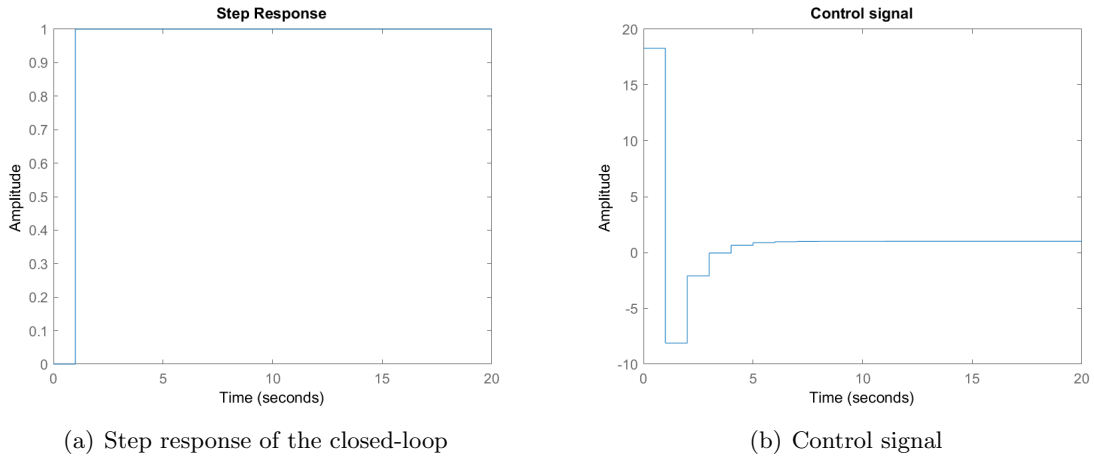 Step Response
1
0.9
0.8
0.7
0.6
0.5
0.4
0.3
0.2
0.1
0
Amplitude
0 5 10 15 20
Time (seconds)
(a) Step response of the closed-loop
Control signal
20
15
10
5
0
-5
-10
Amplitude
0 5 10 15 20
Time (seconds)
(b) Control signal